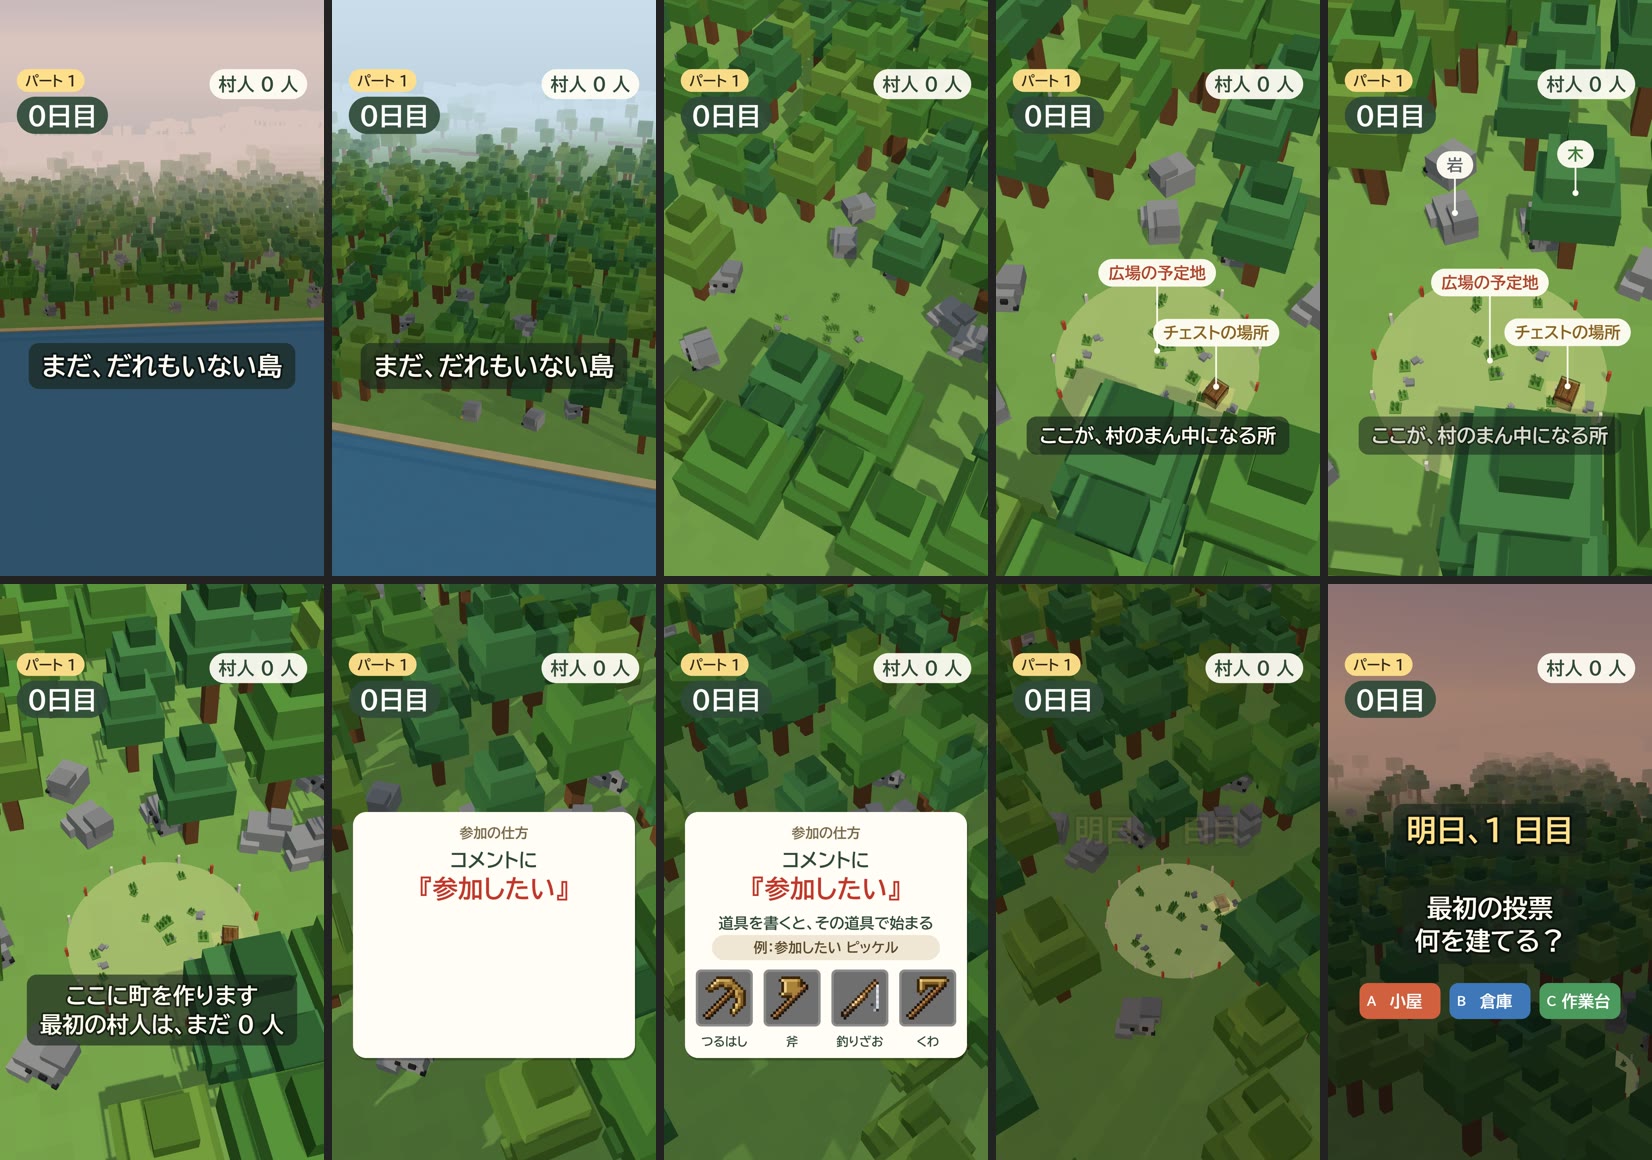 パート 1
村人 0 人
0日目
まだ、だれもいない島
パート 1
村人 0 人
0日目
まだ、だれもいない島
パート 1
村人 0 人
0日目
パート 1
村人 0 人
0日目
広場の予定地
チェストの場所
ここが、村のまん中になる所
パート 1
村人 0 人
0日目
岩
木
広場の予定地
チェストの場所
ここが、村のまん中になる所
パート 1
村人 0 人
0日目
ここに町を作ります
最初の村人は、まだ 0 人
パート 1
村人 0 人
0日目
参加の仕方
コメントに
『参加したい』
パート 1
村人 0 人
0日目
参加の仕方
コメントに
『参加したい』
道具を書くと、その道具で始まる
例：参加したい ピッケル
つるはし 斧 釣りざお くわ
パート 1
村人 0 人
0日目
明日、1 日目
パート 1
村人 0 人
0日目
明日、1 日目
最初の投票
何を建てる？
A 小屋 B 倉庫 C 作業台